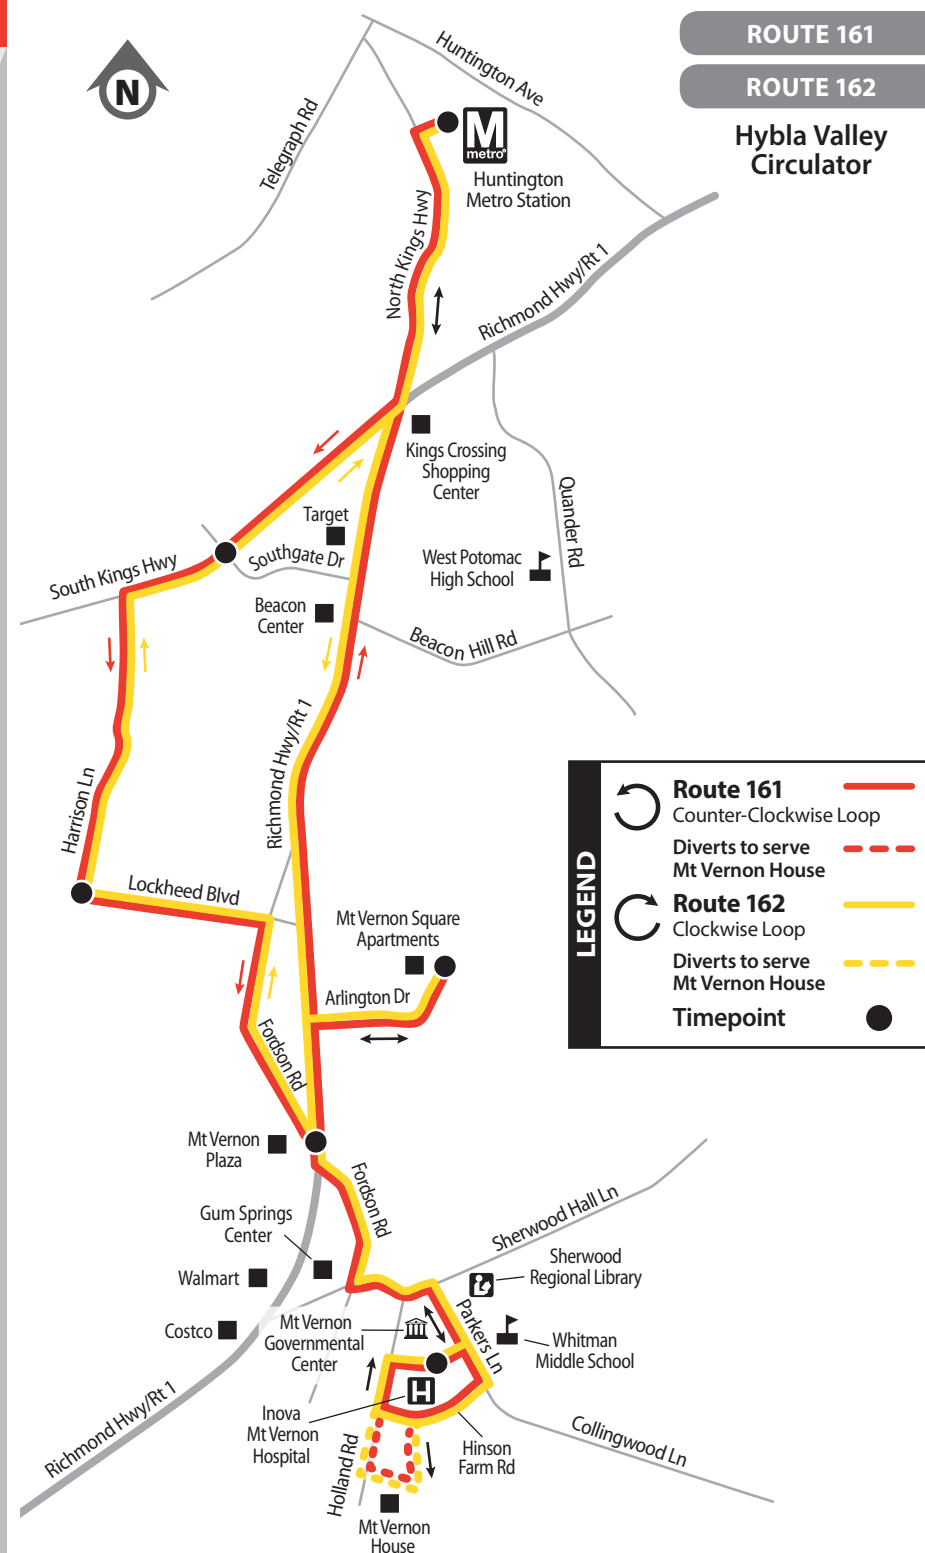 ROUTE 161
ROUTE 162
Hybla Valley
Circulator
N
Huntington Ave
Telegraph Rd
M
metro®
Huntington
Metro Station
North Kings Hwy
Richmond Hwy/Rt 1
Kings Crossing
Shopping
Center
Target
Southgate Dr
South Kings Hwy
Quander Rd
West Potomac
High School
Beacon
Center
Beacon Hill Rd
Richmond Hwy/Rt 1
Harrison Ln
Lockheed Blvd
LEGEND
Route 161
Counter-Clockwise Loop
Diverts to serve
Mt Vernon House
Route 162
Clockwise Loop
Diverts to serve
Mt Vernon House
Timepoint
Mt Vernon Square
Apartments
Arlington Dr
Fordson Rd
Mt Vernon
Plaza
Fordson Rd
Gum Springs
Center
Sherwood Hall Ln
Walmart
Sherwood
Regional Library
Costco
Mt Vernon
Governmental
Center
Parkers Ln
Whitman
Middle School
H
Richmond Hwy/Rt 1
Inova
Mt Vernon
Hospital
Holland Rd
Hinson
Farm Rd
Collingwood Ln
Mt Vernon
House